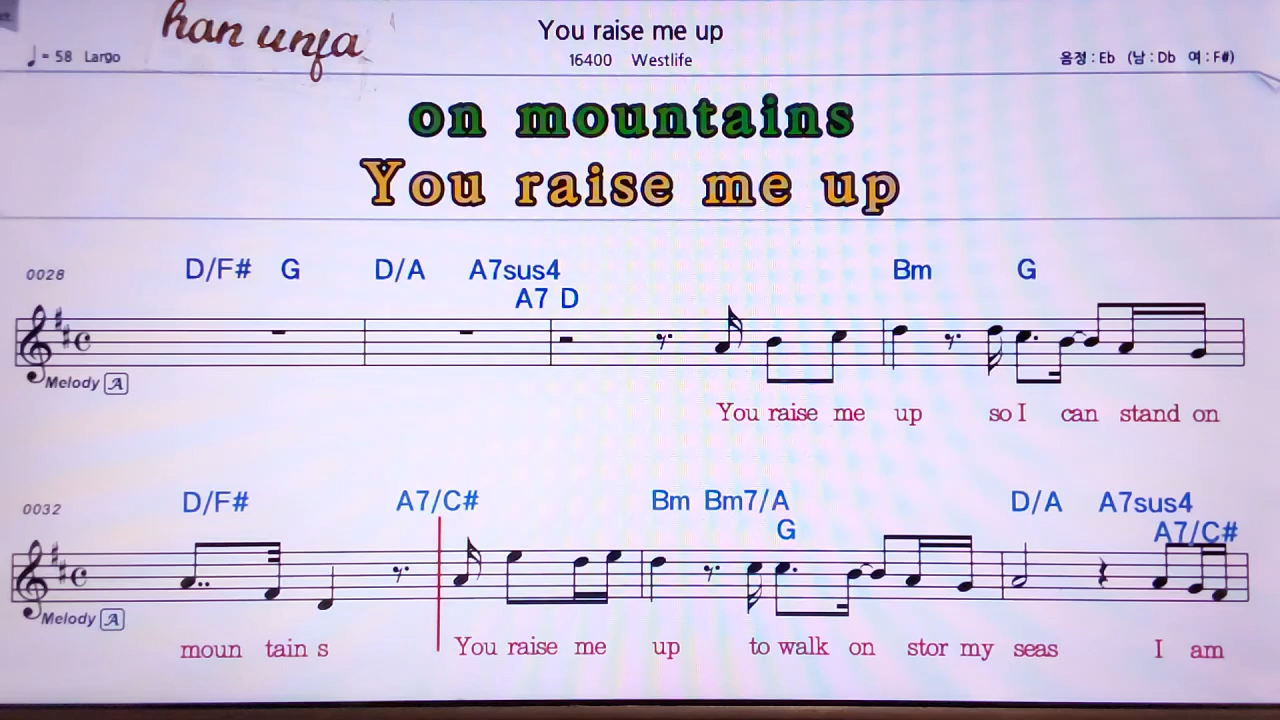 han unja
You raise me up
♩= 58 Largo
16400 Westlife
음정 : Eb (남 : Db 여 : F#)
on mountains
You raise me up
0028
D/F# G D/A A7sus4 Bm G
A7 D
Melody A
You raise me up so I can stand on
0032
D/F# A7/C# Bm Bm7/A D/A A7sus4
G A7/C#
Melody A
moun tain s You raise me up to walk on stor my seas I am